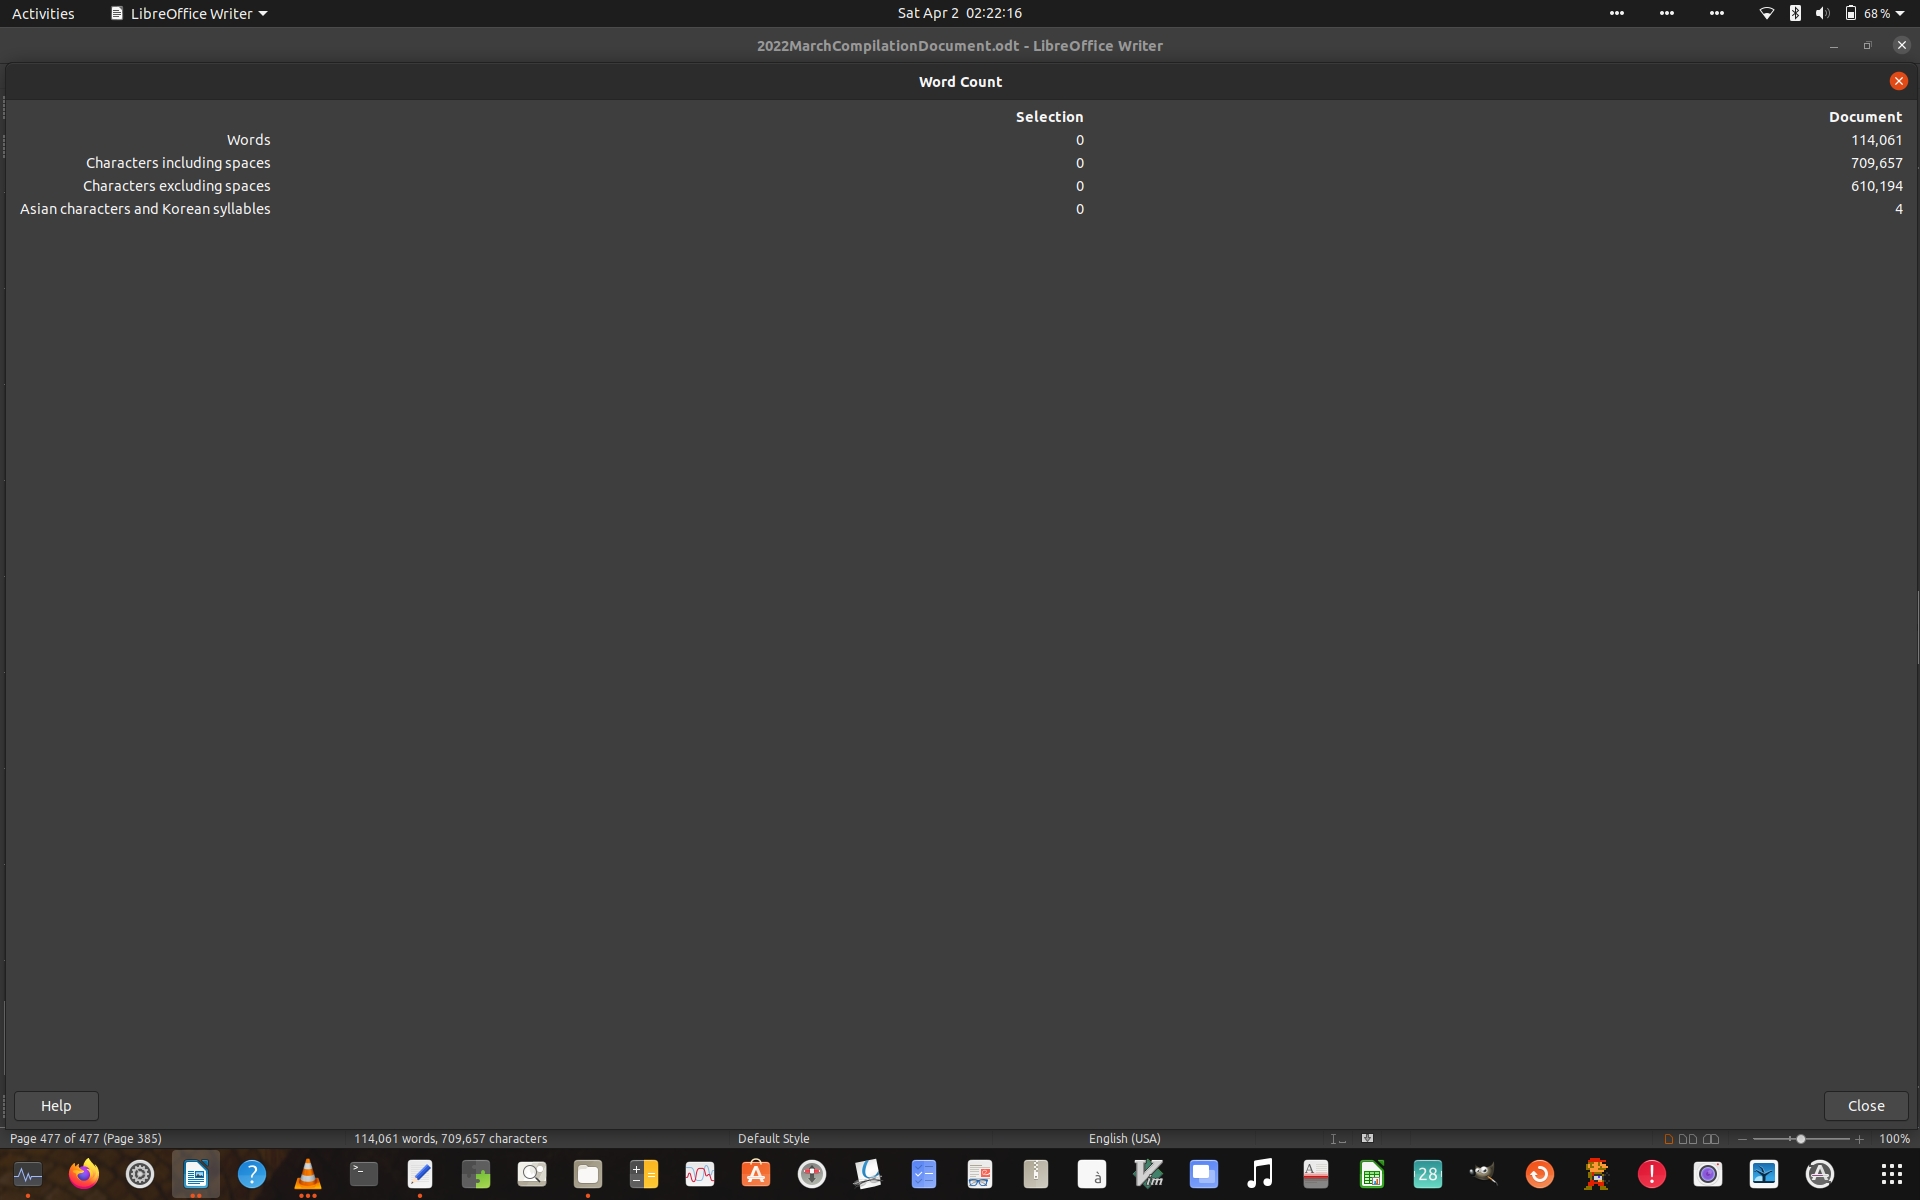 Activities LibreOffice Writer Sat Apr 2 02:22:16 68 %
2022MarchCompilationDocument.odt - LibreOffice Writer
Word Count
Selection Document
Words 0 114,061
Characters including spaces 0 709,657
Characters excluding spaces 0 610,194
Asian characters and Korean syllables 0 4
Help Close
Page 477 of 477 (Page 385) 114,061 words, 709,657 characters Default Style English (USA) 100%
? >_ à Vim A 28 ! A